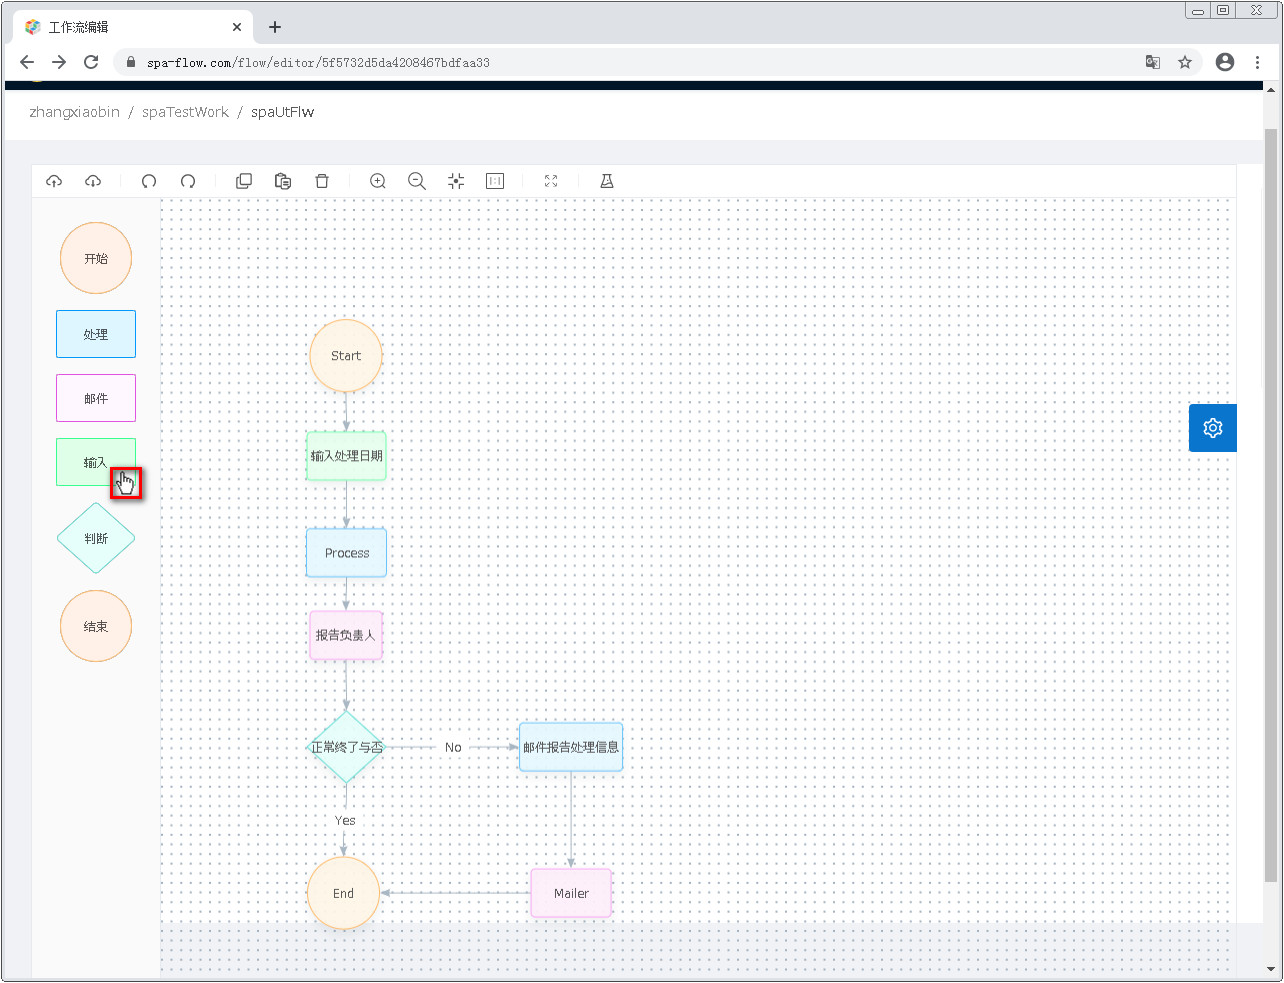 工作流编辑
spa-flow.com/flow/editor/5f5732d5da4208467bdfaa33
zhangxiaobin / spaTestWork / spaUtFlw
开始
处理
邮件
输入
判断
结束
Start
输入处理日期
Process
报告负责人
正常终了与否
No
邮件报告处理信息
Yes
End
Mailer